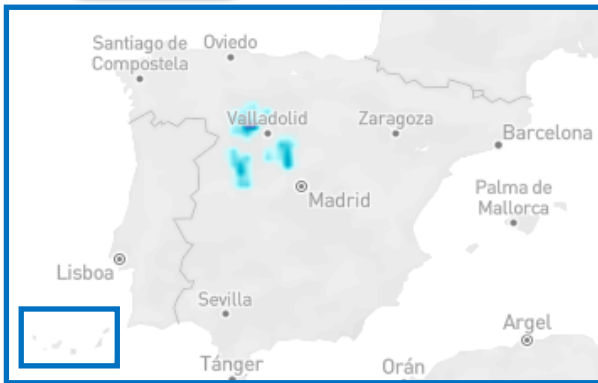 Santiago de
Compostela
Oviedo
Valladolid
Zaragoza
Barcelona
Madrid
Palma de
Mallorca
Lisboa
Sevilla
Argel
Tánger
Orán